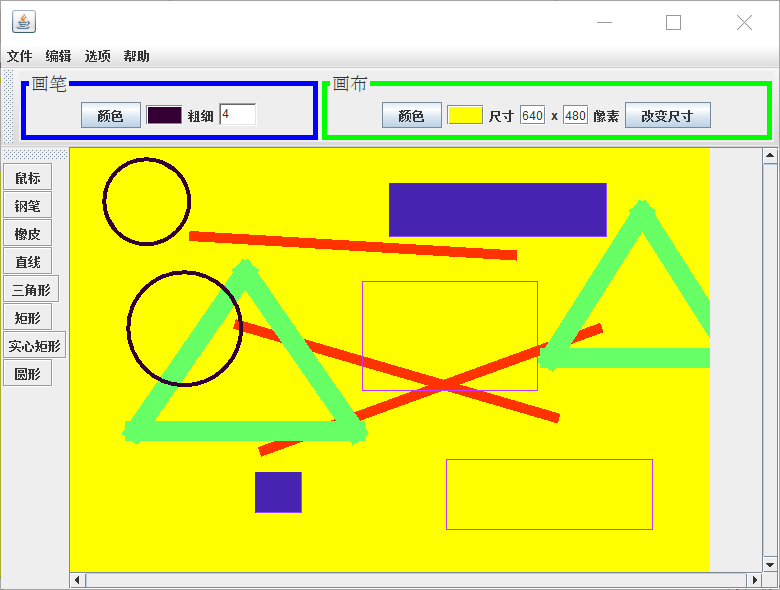 文件 编辑 选项 帮助
画笔 画布
颜色 粗细 4 颜色 尺寸 640 x 480 像素 改变尺寸
鼠标
钢笔
橡皮
直线
三角形
矩形
实心矩形
圆形